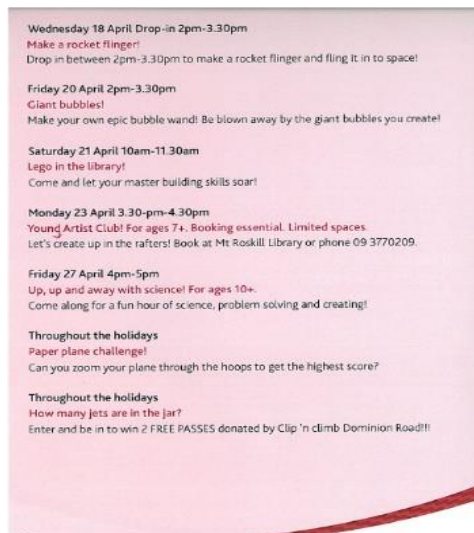 Wednesday 18 April Drop-in 2pm-3.30pm
Make a rocket flinger!
Drop in between 2pm-3.30pm to make a rocket flinger and fling it in to space!
Friday 20 April 2pm-3.30pm
Giant bubbles!
Make your own epic bubble wand! Be blown away by the giant bubbles you create!
Saturday 21 April 10am-11.30am
Lego in the library!
Come and let your master building skills soar!
Monday 23 April 3.30-pm-4.30pm
Young Artist Club! For ages 7+. Booking essential. Limited spaces.
Let's create up in the rafters! Book at Mt Roskill Library or phone 09 3770209.
Friday 27 April 4pm-5pm
Up, up and away with science! For ages 10+.
Come along for a fun hour of science, problem solving and creating!
Throughout the holidays
Paper plane challenge!
Can you zoom your plane through the hoops to get the highest score?
Throughout the holidays
How many jets are in the jar?
Enter and be in to win 2 FREE PASSES donated by Clip 'n climb Dominion Road!!!